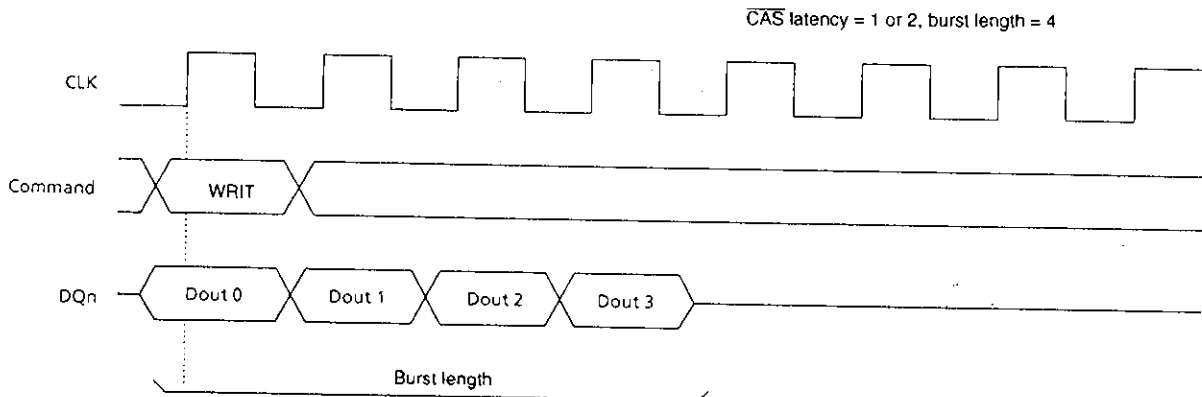 C̅A̅S̅ latency = 1 or 2, burst length = 4
CLK
Command
WRIT
DQn
Dout 0
Dout 1
Dout 2
Dout 3
Burst length